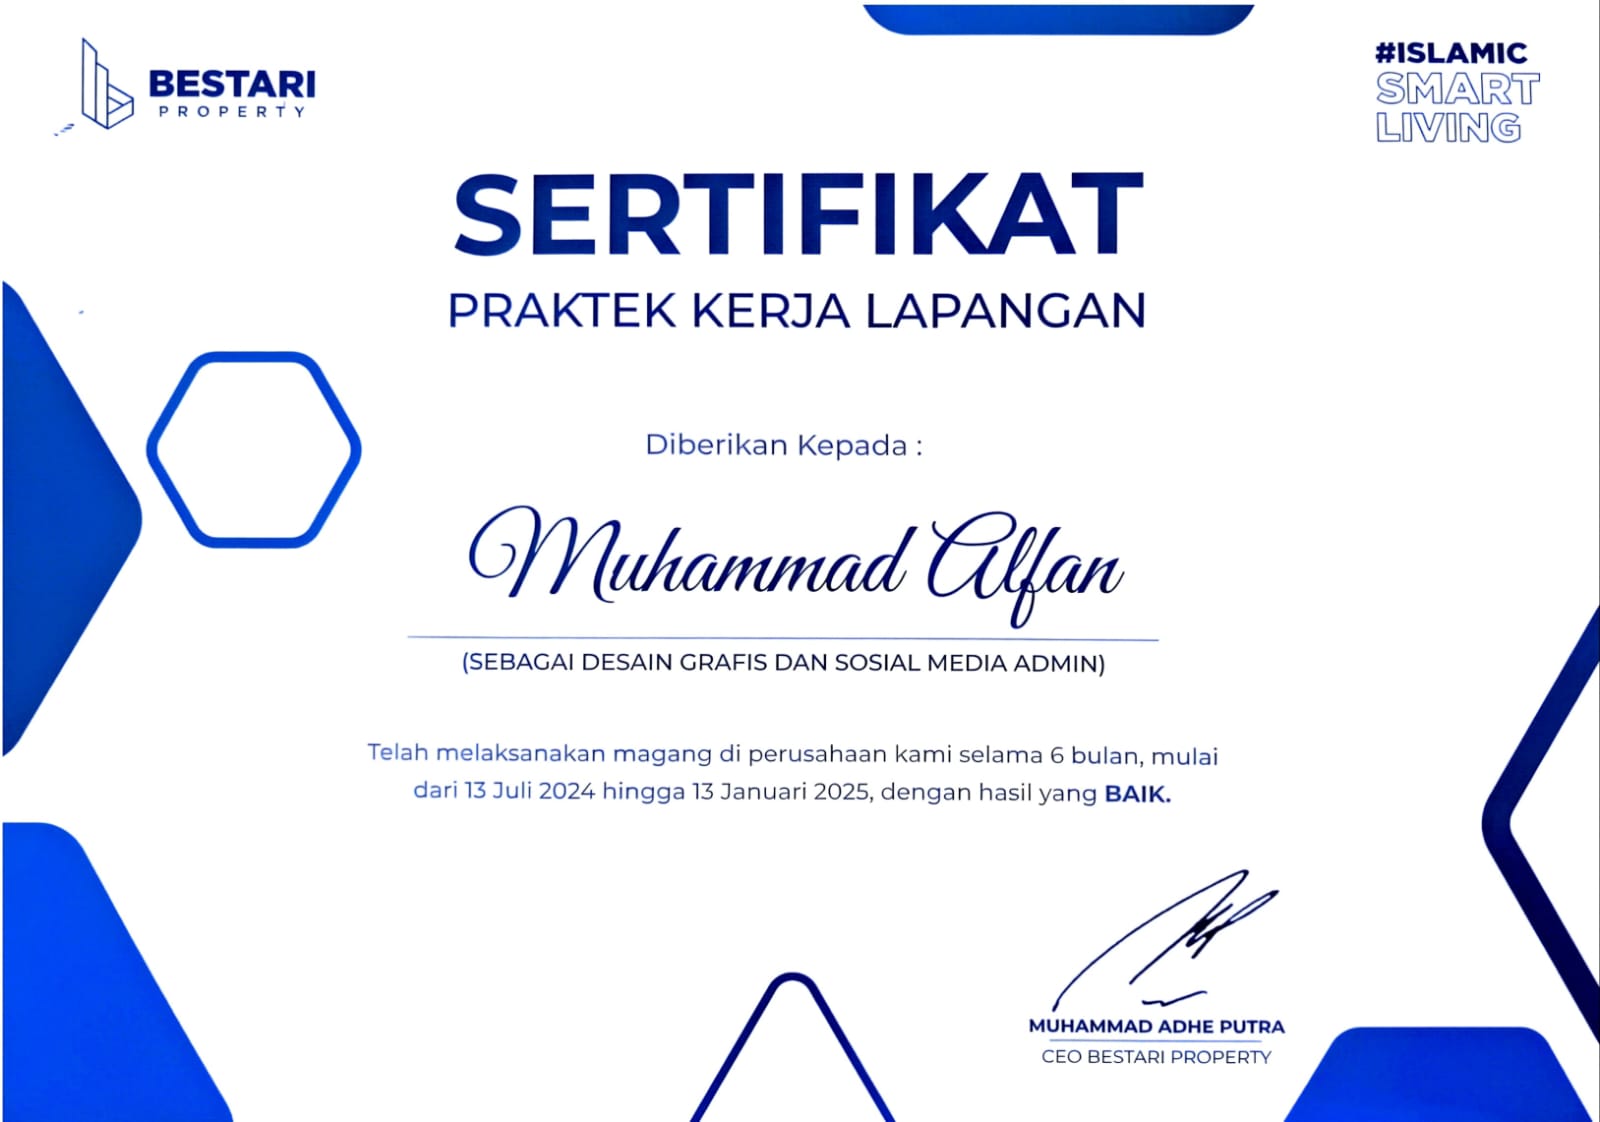 BESTARI
PROPERTY
#ISLAMIC
SMART
LIVING
SERTIFIKAT
PRAKTEK KERJA LAPANGAN
Diberikan Kepada :
Muhammad Alfan
(SEBAGAI DESAIN GRAFIS DAN SOSIAL MEDIA ADMIN)
Telah melaksanakan magang di perusahaan kami selama 6 bulan, mulai
dari 13 Juli 2024 hingga 13 Januari 2025, dengan hasil yang BAIK.
MUHAMMAD ADHE PUTRA
CEO BESTARI PROPERTY